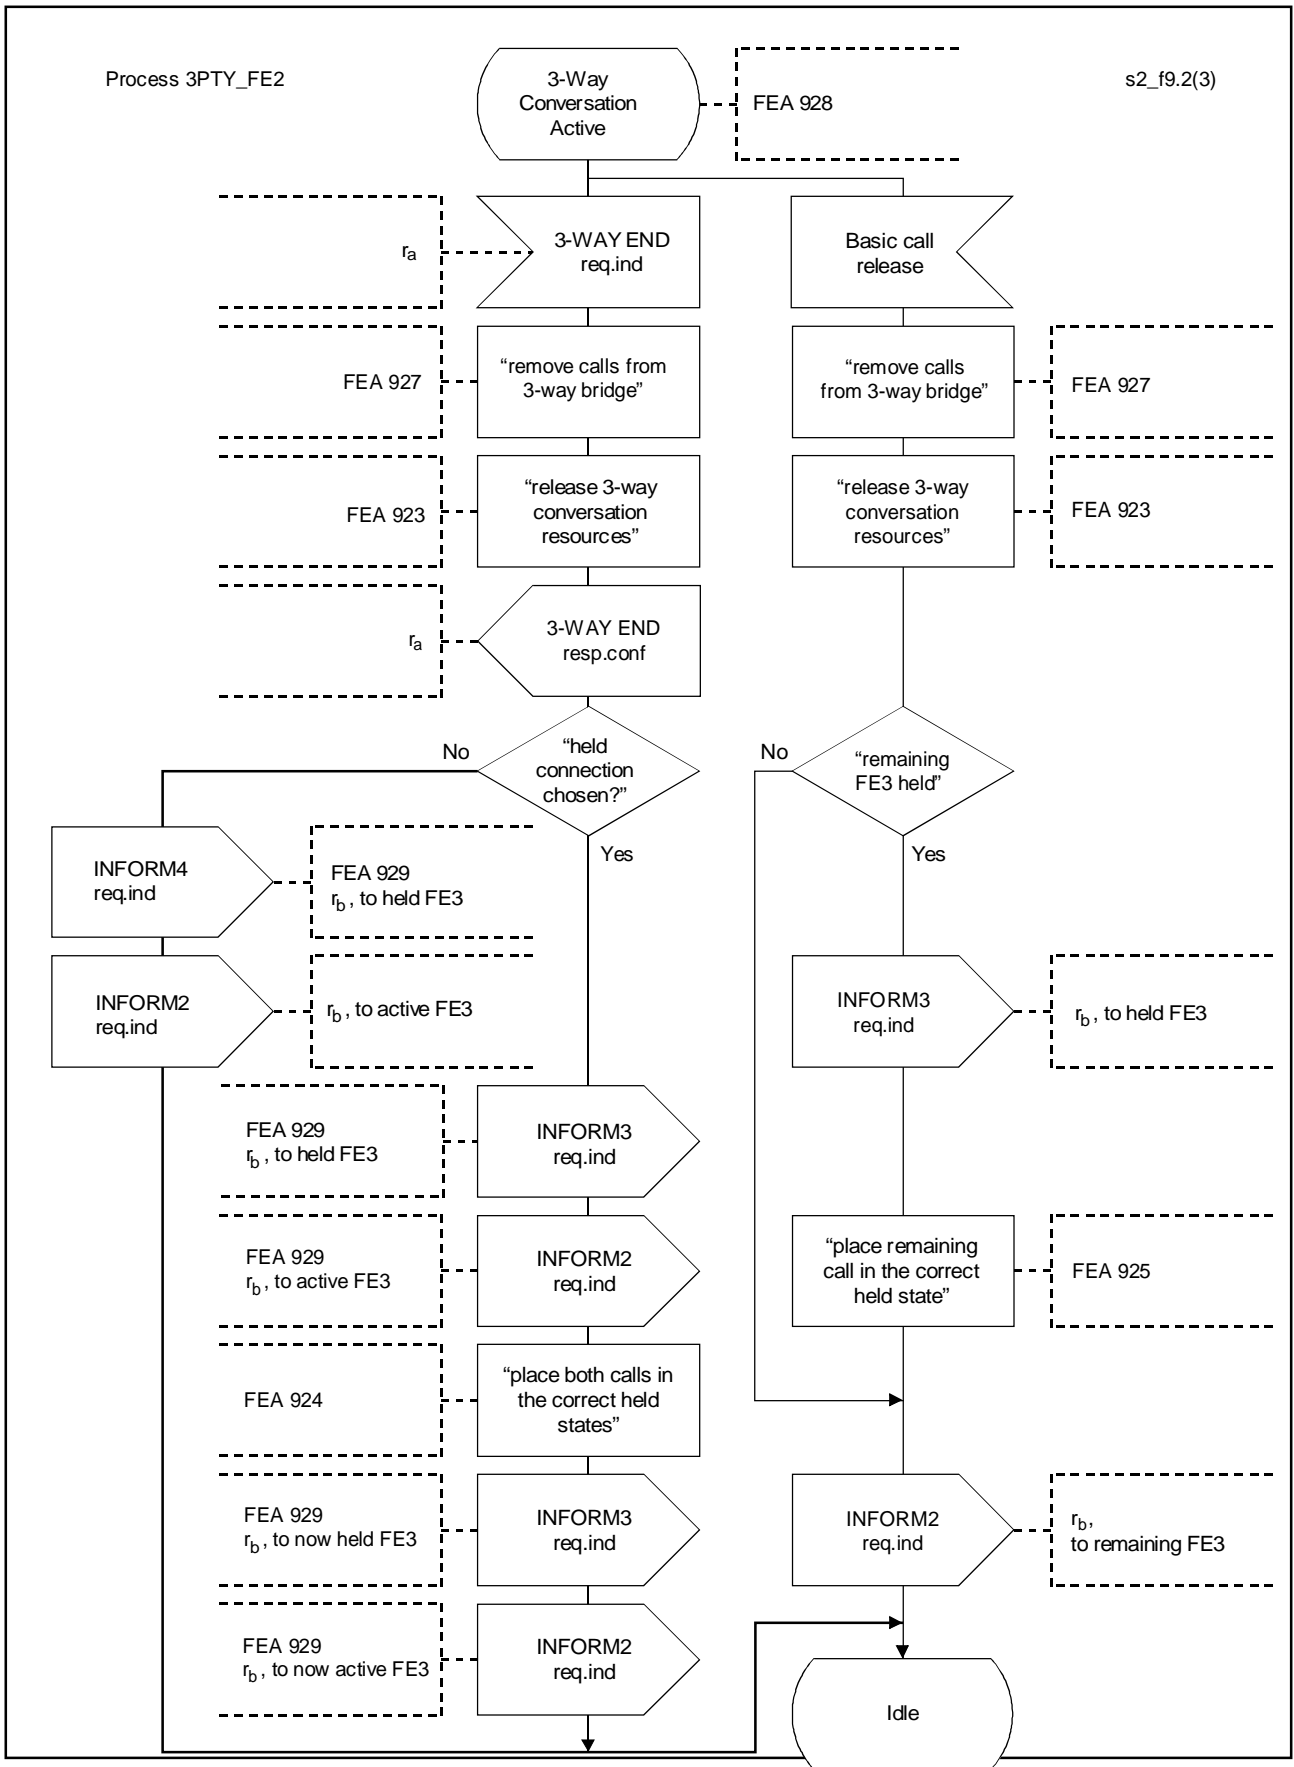 Process 3PTY_FE2
s2_f9.2(3)
3-Way
Conversation
Active
FEA 928
ra
3-WAY END
req.ind
Basic call
release
FEA 927
“remove calls from
3-way bridge”
“remove calls
from 3-way bridge”
FEA 927
FEA 923
“release 3-way
conversation
resources”
“release 3-way
conversation
resources”
FEA 923
ra
3-WAY END
resp.conf
No
“held
connection
chosen?”
Yes
No
“remaining
FE3 held”
Yes
INFORM4
req.ind
FEA 929
rb, to held FE3
INFORM2
req.ind
rb, to active FE3
INFORM3
req.ind
rb, to held FE3
FEA 929
rb, to held FE3
INFORM3
req.ind
FEA 929
rb, to active FE3
INFORM2
req.ind
“place remaining
call in the correct
held state”
FEA 925
FEA 924
“place both calls in
the correct held
states”
FEA 929
rb, to now held FE3
INFORM3
req.ind
INFORM2
req.ind
rb,
to remaining FE3
FEA 929
rb, to now active FE3
INFORM2
req.ind
Idle